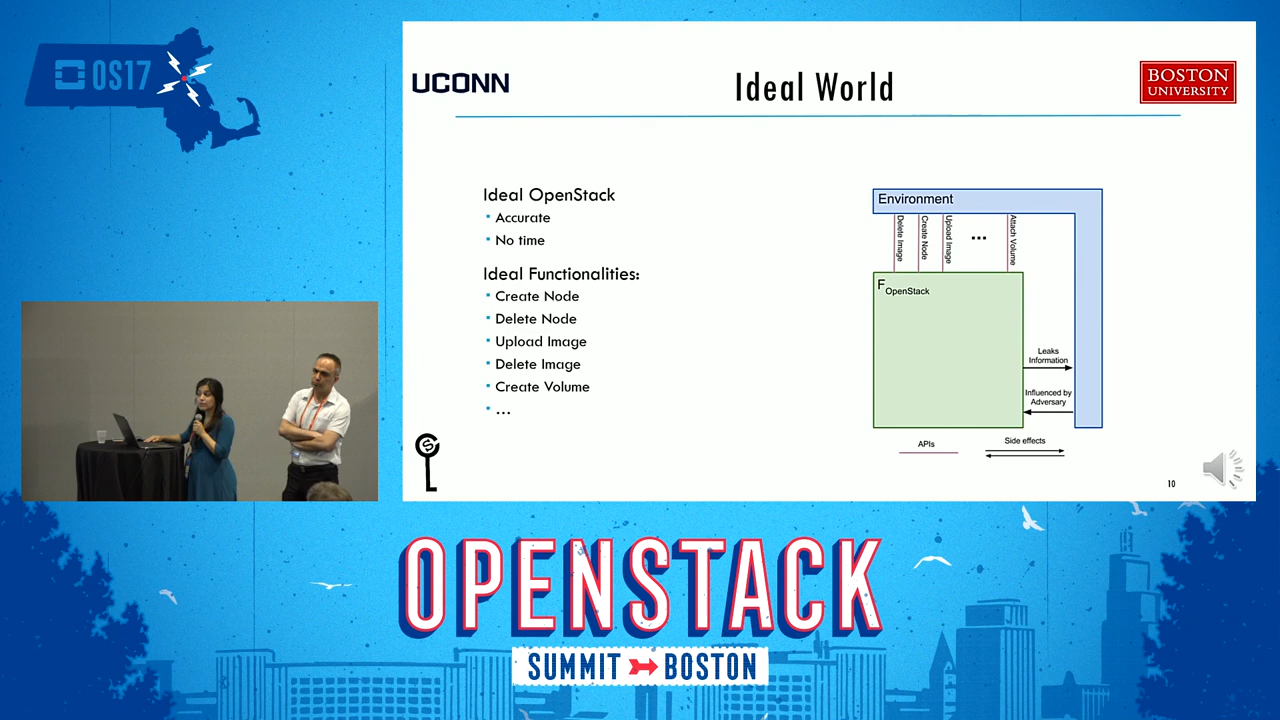 OS17
UCONN
Ideal World
BOSTON
UNIVERSITY
Ideal OpenStack
Accurate
No time
Ideal Functionalities:
Create Node
Delete Node
Upload Image
Delete Image
Create Volume
...
Environment
Delete Image
Create Node
Upload Image
...
Attach Volume
F OpenStack
Leaks
Information
Influenced by
Adversary
APIs
Side effects
S
10
OPENSTACK
SUMMIT BOSTON